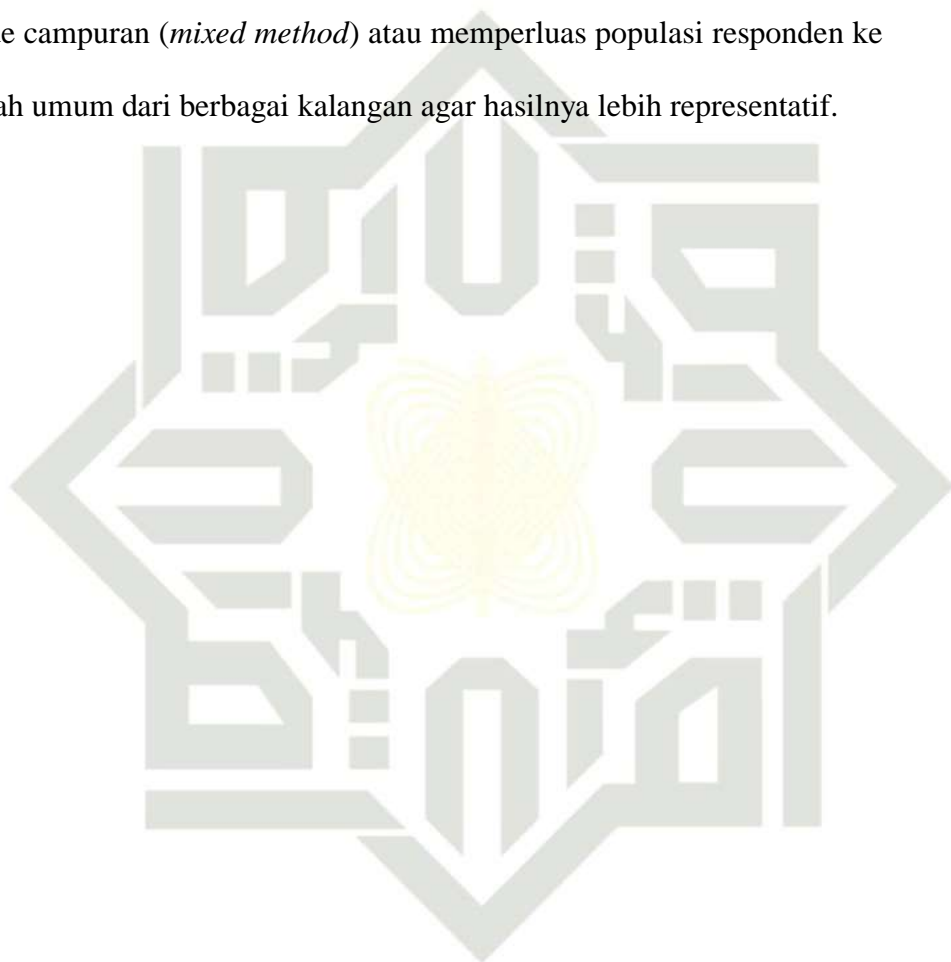 e campuran (mixed method) atau memperluas populasi responden ke
ah umum dari berbagai kalangan agar hasilnya lebih representatif.